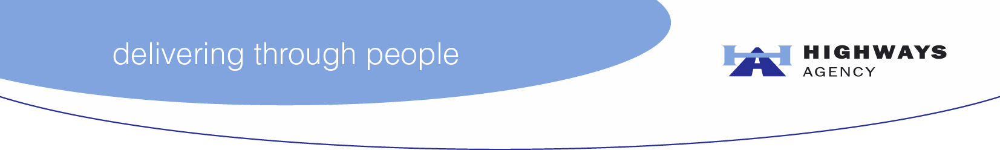 delivering through people
HIGHWAYS
AGENCY